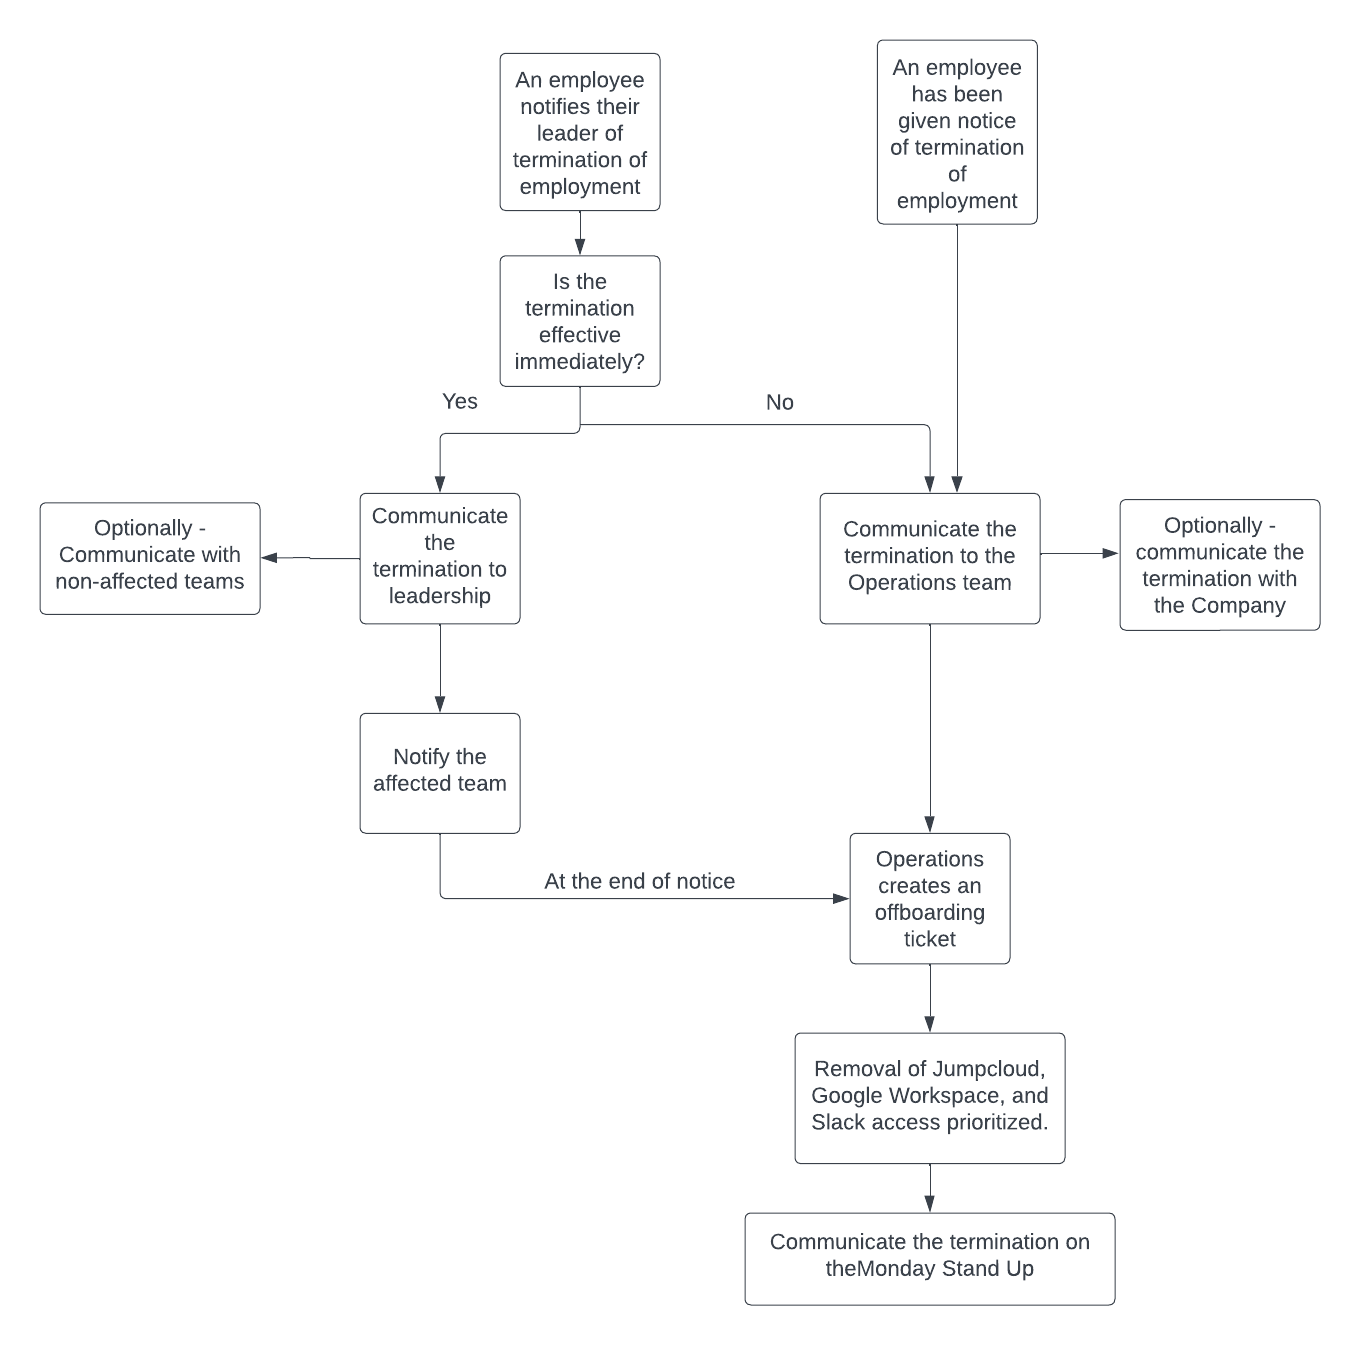 An employee
notifies their
leader of
termination of
employment
An employee
has been
given notice
of termination
of
employment
Is the
termination
effective
immediately?
Yes
No
Optionally -
Communicate with
non-affected teams
Communicate
the
termination to
leadership
Communicate the
termination to the
Operations team
Optionally -
communicate the
termination with
the Company
Notify the
affected team
At the end of notice
Operations
creates an
offboarding
ticket
Removal of Jumpcloud,
Google Workspace, and
Slack access prioritized.
Communicate the termination on
theMonday Stand Up